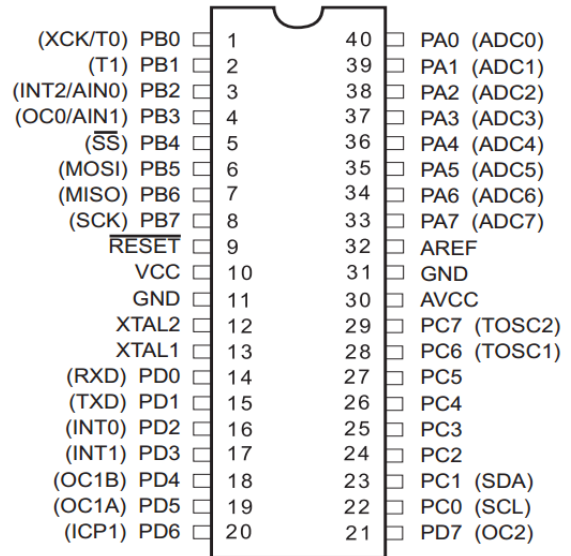 (XCK/T0) PB0 1 40 PA0 (ADC0)
(T1) PB1 2 39 PA1 (ADC1)
(INT2/AIN0) PB2 3 38 PA2 (ADC2)
(OC0/AIN1) PB3 4 37 PA3 (ADC3)
(SS) PB4 5 36 PA4 (ADC4)
(MOSI) PB5 6 35 PA5 (ADC5)
(MISO) PB6 7 34 PA6 (ADC6)
(SCK) PB7 8 33 PA7 (ADC7)
RESET 9 32 AREF
VCC 10 31 GND
GND 11 30 AVCC
XTAL2 12 29 PC7 (TOSC2)
XTAL1 13 28 PC6 (TOSC1)
(RXD) PD0 14 27 PC5
(TXD) PD1 15 26 PC4
(INT0) PD2 16 25 PC3
(INT1) PD3 17 24 PC2
(OC1B) PD4 18 23 PC1 (SDA)
(OC1A) PD5 19 22 PC0 (SCL)
(ICP1) PD6 20 21 PD7 (OC2)